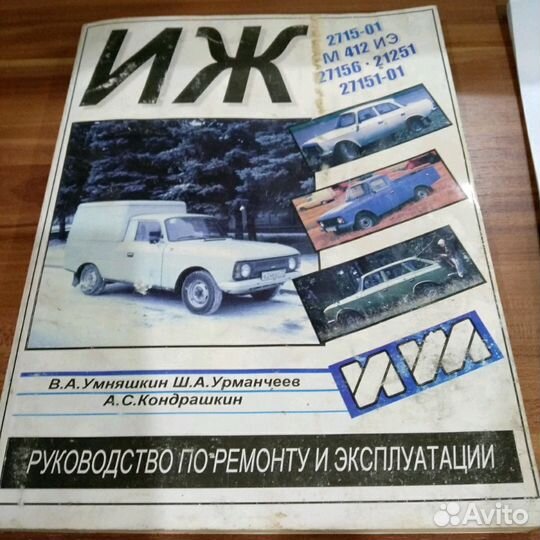 ИЖ
2715-01
М 412 ИЭ
27156 · 21251
27151-01
В.А.Умняшкин Ш.А.Урманчеев
А.С.Кондрашкин
ИЖ
РУКОВОДСТВО ПО РЕМОНТУ И ЭКСПЛУАТАЦИИ
Avito